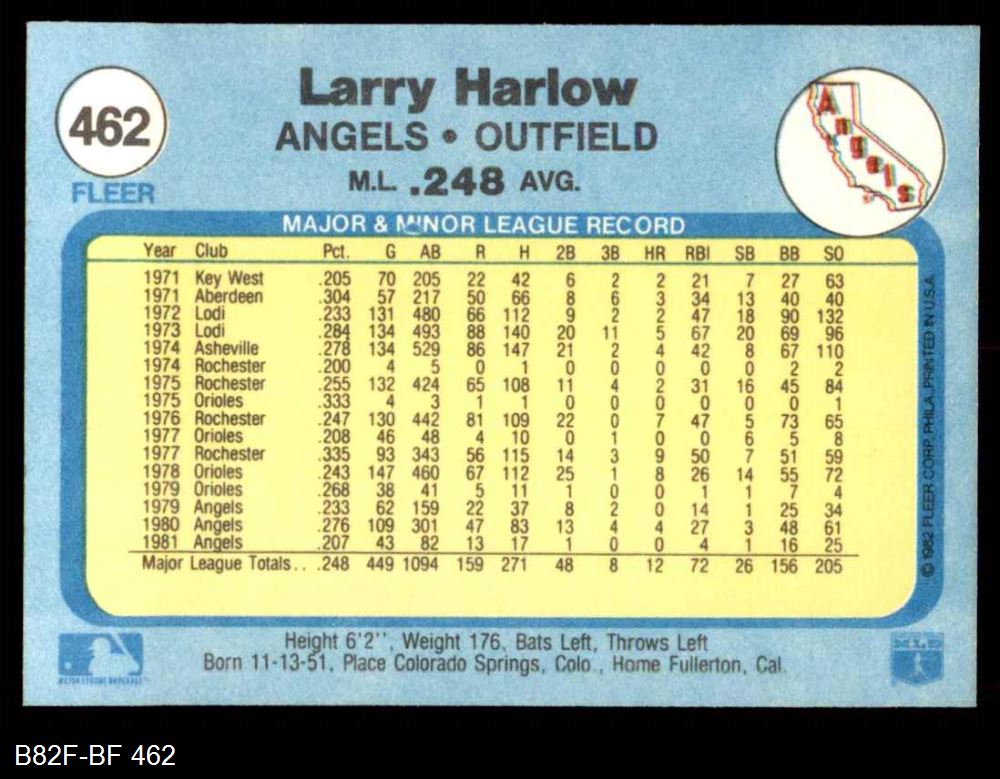 Larry Harlow
462
ANGELS • OUTFIELD
FLEER
M.L. .248 AVG.
Angels
MAJOR & MINOR LEAGUE RECORD
Year Club Pct. G AB R H 2B 3B HR RBI SB BB SO
1971 Key West .205 70 205 22 42 6 2 2 21 7 27 63
1971 Aberdeen .304 57 217 50 66 8 6 3 34 13 40 40
1972 Lodi .233 131 480 66 112 9 2 2 47 18 90 132
1973 Lodi .284 134 493 88 140 20 11 5 67 20 69 96
1974 Asheville .278 134 529 86 147 21 2 4 42 8 67 110
1974 Rochester .200 4 5 0 1 0 0 0 0 0 2 2
1975 Rochester .255 132 424 65 108 11 4 2 31 16 45 84
1975 Orioles .333 4 3 1 1 0 0 0 0 0 0 1
1976 Rochester .247 130 442 81 109 22 0 7 47 5 73 65
1977 Orioles .208 46 48 4 10 0 1 0 0 6 5 8
1977 Rochester .335 93 343 56 115 14 3 9 50 7 51 59
1978 Orioles .243 147 460 67 112 25 1 8 26 14 55 72
1979 Orioles .268 38 41 5 11 1 0 0 1 1 7 4
1979 Angels .233 62 159 22 37 8 2 0 14 1 25 34
1980 Angels .276 109 301 47 83 13 4 4 27 3 48 61
1981 Angels .207 43 82 13 17 1 0 0 4 1 16 25
Major League Totals . . .248 449 1094 159 271 48 8 12 72 26 156 205
© 1982 FLEER CORP. PHILA., PRINTED IN U.S.A.
Height 6'2'', Weight 176, Bats Left, Throws Left
Born 11-13-51, Place Colorado Springs, Colo., Home Fullerton, Cal.
MAJOR LEAGUE BASEBALL
B82F-BF 462